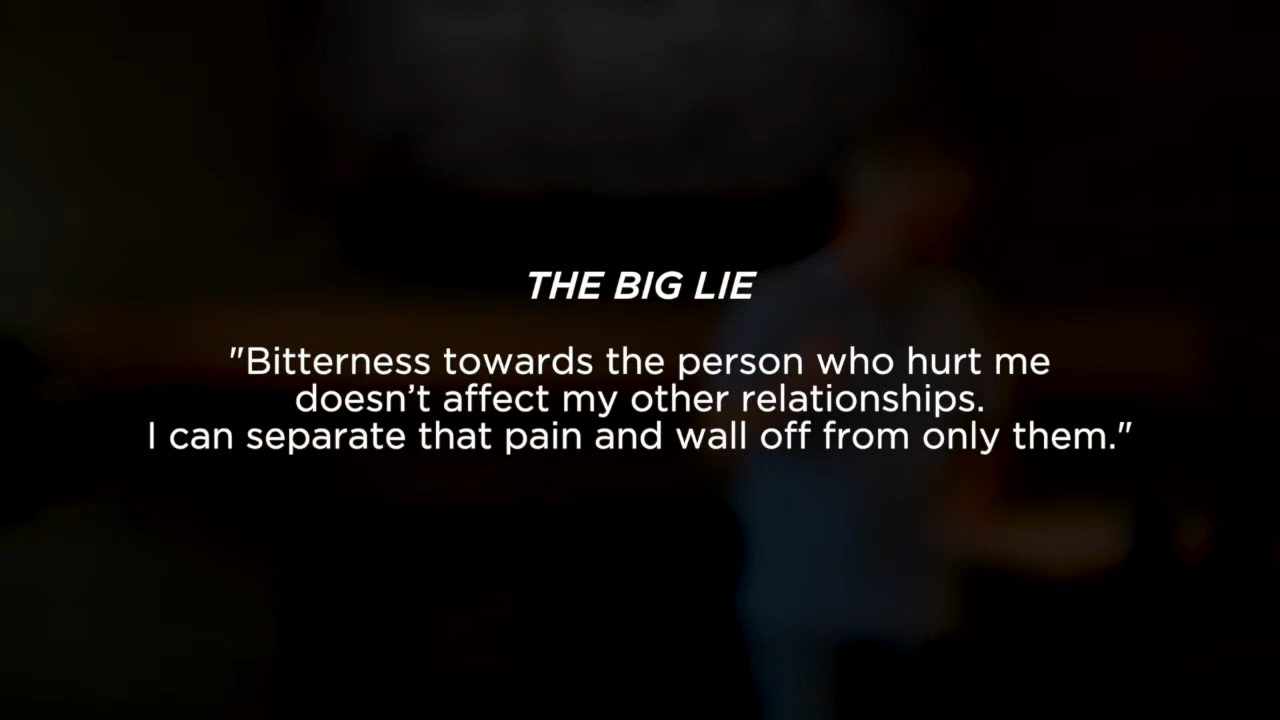 THE BIG LIE
"Bitterness towards the person who hurt me
doesn’t affect my other relationships.
I can separate that pain and wall off from only them."